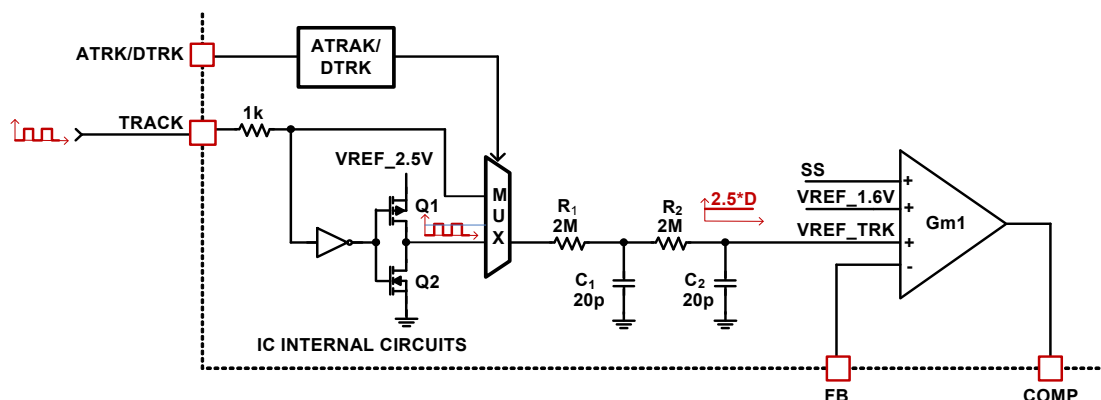 ATRK/DTRK
ATRAK/
DTRK
TRACK
1k
VREF_2.5V
Q1
Q2
M
U
X
R1
2M
R2
2M
2.5*D
C1
20p
C2
20p
SS
VREF_1.6V
VREF_TRK
+
+
+
-
Gm1
IC INTERNAL CIRCUITS
FB
COMP